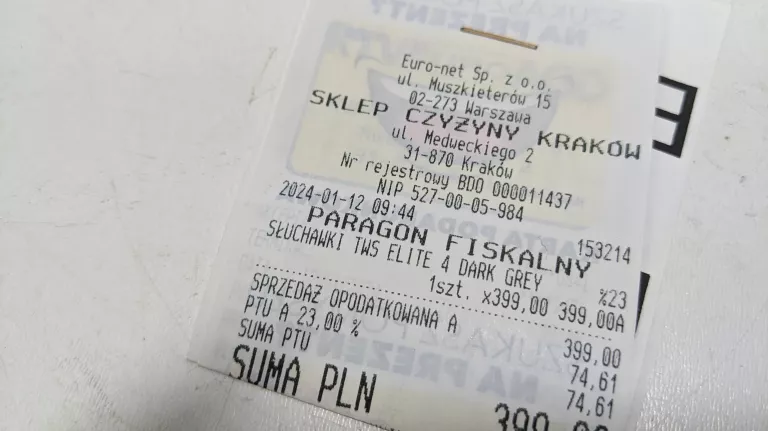 Euro-net Sp. z o.o.
ul. Muszkieterów 15
02-273 Warszawa
SKLEP CZYŻYNY KRAKÓW
ul. Medweckiego 2
31-870 Kraków
Nr rejestrowy BDO 000011437
NIP 527-00-05-984
2024-01-12 09:44 153214
PARAGON FISKALNY
SŁUCHAWKI TWS ELITE 4 DARK GREY %23
1szt. x399,00 399,00A
SPRZEDAŻ OPODATKOWANA A 399,00
PTU A 23,00 % 74,61
SUMA PTU 74,61
SUMA PLN